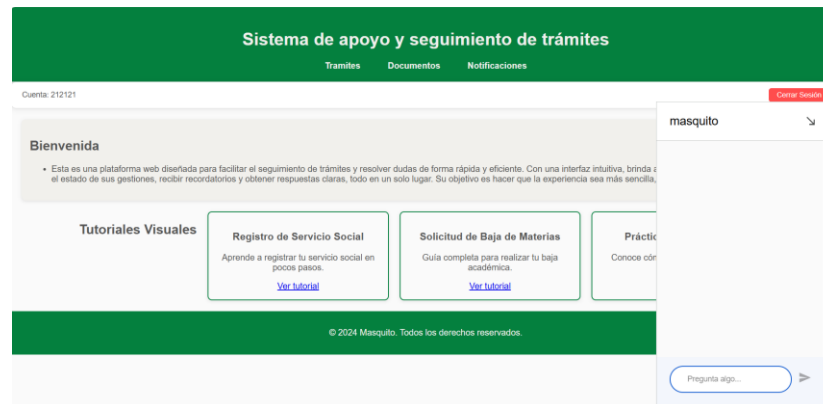 Sistema de apoyo y seguimiento de trámites
Tramites Documentos Notificaciones
Cuenta: 212121
Cerrar Sesión
masquito
Bienvenida
• Esta es una plataforma web diseñada para facilitar el seguimiento de trámites y resolver dudas de forma rápida y eficiente. Con una interfaz intuitiva, brinda a
el estado de sus gestiones, recibir recordatorios y obtener respuestas claras, todo en un solo lugar. Su objetivo es hacer que la experiencia sea más sencilla,
Tutoriales Visuales
Registro de Servicio Social
Aprende a registrar tu servicio social en
pocos pasos.
Ver tutorial
Solicitud de Baja de Materias
Guía completa para realizar tu baja
académica.
Ver tutorial
Práctic
Conoce cóm
© 2024 Masquito. Todos los derechos reservados.
Pregunta algo...